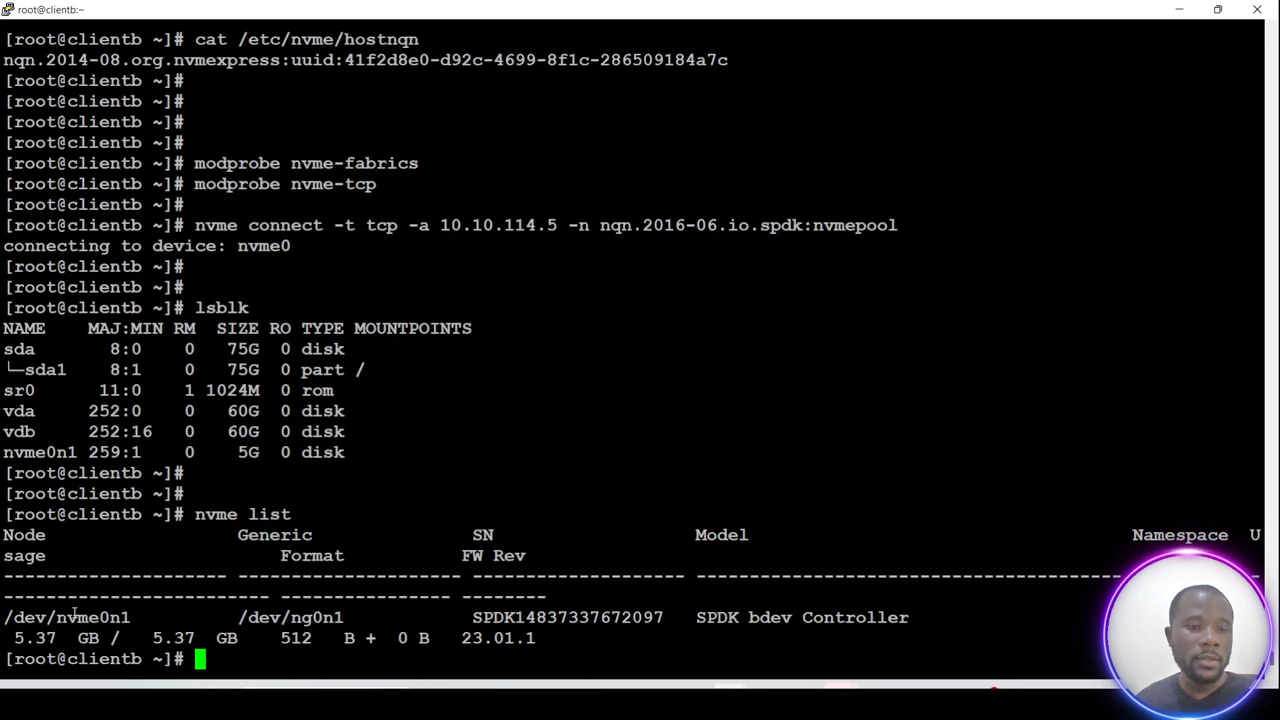 root@clientb:~
[root@clientb ~]# cat /etc/nvme/hostnqn
nqn.2014-08.org.nvmexpress:uuid:41f2d8e0-d92c-4699-8f1c-286509184a7c
[root@clientb ~]#
[root@clientb ~]#
[root@clientb ~]#
[root@clientb ~]#
[root@clientb ~]# modprobe nvme-fabrics
[root@clientb ~]# modprobe nvme-tcp
[root@clientb ~]#
[root@clientb ~]# nvme connect -t tcp -a 10.10.114.5 -n nqn.2016-06.io.spdk:nvmepool
connecting to device: nvme0
[root@clientb ~]#
[root@clientb ~]#
[root@clientb ~]# lsblk
NAME    MAJ:MIN RM  SIZE RO TYPE MOUNTPOINTS
sda       8:0    0   75G  0 disk
└─sda1    8:1    0   75G  0 part /
sr0      11:0    1 1024M  0 rom
vda     252:0    0   60G  0 disk
vdb     252:16   0   60G  0 disk
nvme0n1 259:1    0    5G  0 disk
[root@clientb ~]#
[root@clientb ~]#
[root@clientb ~]# nvme list
Node                  Generic               SN                   Model                                    Namespace U
sage                      Format           FW Rev
--------------------- --------------------- -------------------- ----------------------------------------
------------------------- ---------------- --------
/dev/nvme0n1          /dev/ng0n1            SPDK14837337672097   SPDK bdev Controller
 5.37  GB /   5.37  GB    512   B +  0 B   23.01.1
[root@clientb ~]#